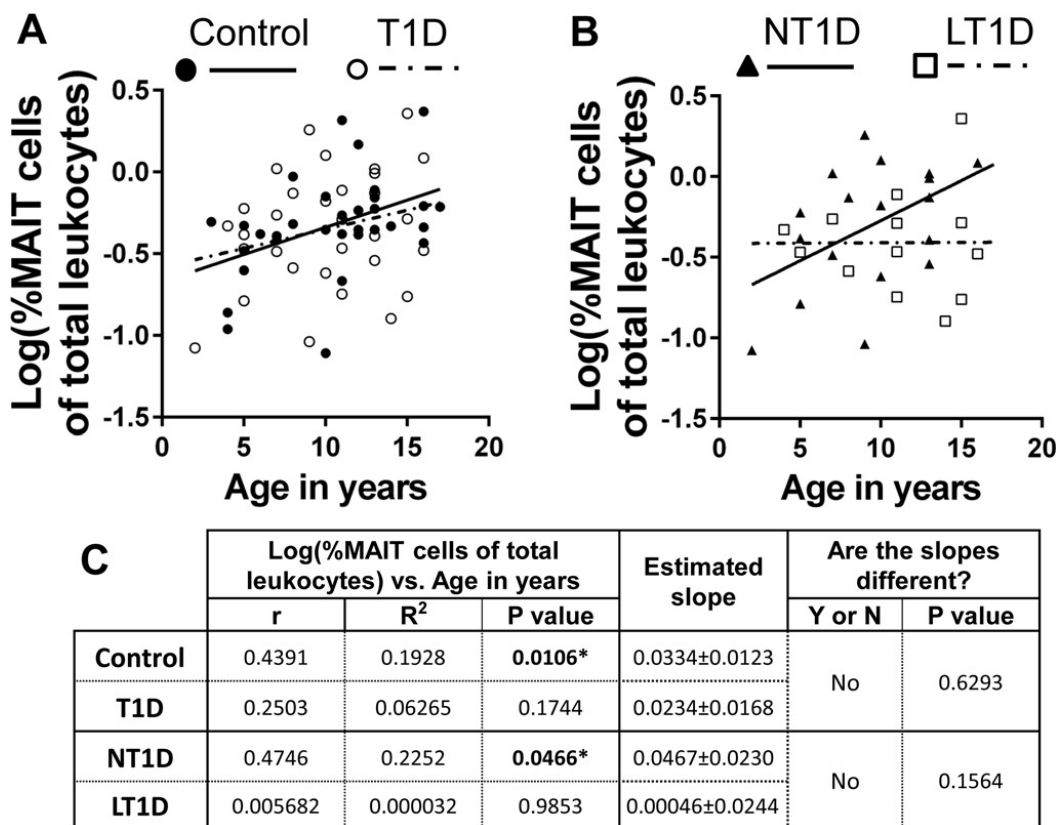 A
Control
T1D
Log(%MAIT cells
of total leukocytes)
0.5
0.0
-0.5
-1.0
-1.5
0
5
10
15
20
Age in years
B
NT1D
LT1D
Log(%MAIT cells
of total leukocytes)
0.5
0.0
-0.5
-1.0
-1.5
0
5
10
15
20
Age in years
C
Log(%MAIT cells of total
leukocytes) vs. Age in years
Estimated
slope
Are the slopes
different?
r
R²
P value
Y or N
P value
Control
0.4391
0.1928
0.0106*
0.0334±0.0123
No
0.6293
T1D
0.2503
0.06265
0.1744
0.0234±0.0168
NT1D
0.4746
0.2252
0.0466*
0.0467±0.0230
No
0.1564
LT1D
0.005682
0.000032
0.9853
0.00046±0.0244